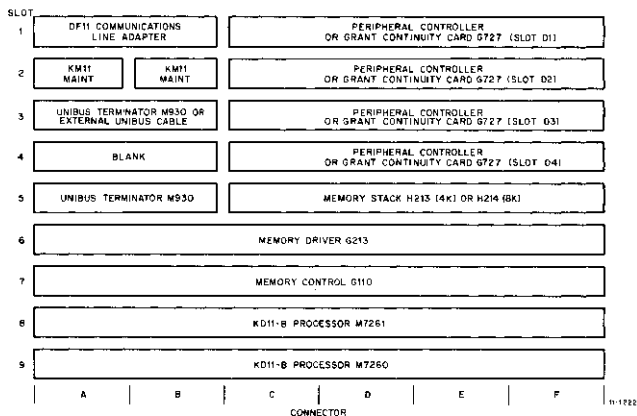 SLOT
1
DF11 COMMUNICATIONS
LINE ADAPTER
PERIPHERAL CONTROLLER
OR GRANT CONTINUITY CARD G727 (SLOT D1)
2
KM11
MAINT
KM11
MAINT
PERIPHERAL CONTROLLER
OR GRANT CONTINUITY CARD G727 (SLOT D2)
3
UNIBUS TERMINATOR M930 OR
EXTERNAL UNIBUS CABLE
PERIPHERAL CONTROLLER
OR GRANT CONTINUITY CARD G727 (SLOT D3)
4
BLANK
PERIPHERAL CONTROLLER
OR GRANT CONTINUITY CARD G727 (SLOT D4)
5
UNIBUS TERMINATOR M930
MEMORY STACK H213 (4K) OR H214 (8K)
6
MEMORY DRIVER G213
7
MEMORY CONTROL G110
8
KD11-B PROCESSOR M7261
9
KD11-B PROCESSOR M7260
A B C D E F
CONNECTOR
11-1222